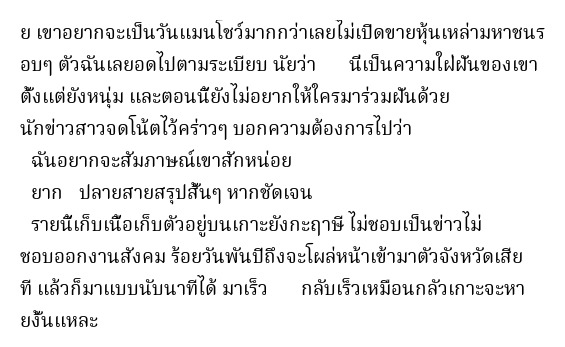 ย เขาอยากจะเป็นวันแมนโชว์มากกว่าเลยไม่เปิดขายหุ้นเหล่ามหาชนร
อบๆ ตัวฉันเลยอดไปตามระเบียบ นัยว่า นี่เป็นความใฝ่ฝันของเขา
ตั้งแต่ยังหนุ่ม และตอนนี้ยังไม่อยากให้ใครมาร่วมฝันด้วย
นักข่าวสาวจดโน้ตไว้คร่าวๆ บอกความต้องการไปว่า
ฉันอยากจะสัมภาษณ์เขาสักหน่อย
ยาก ปลายสายสรุปสั้นๆ หากชัดเจน
รายนี้เก็บเนื้อเก็บตัวอยู่บนเกาะยังกะฤาษี ไม่ชอบเป็นข่าวไม่
ชอบออกงานสังคม ร้อยวันพันปีถึงจะโผล่หน้าเข้ามาตัวจังหวัดเสีย
ที แล้วก็มาแบบนับนาทีได้ มาเร็ว กลับเร็วเหมือนกลัวเกาะจะหา
ยงั้นแหละ